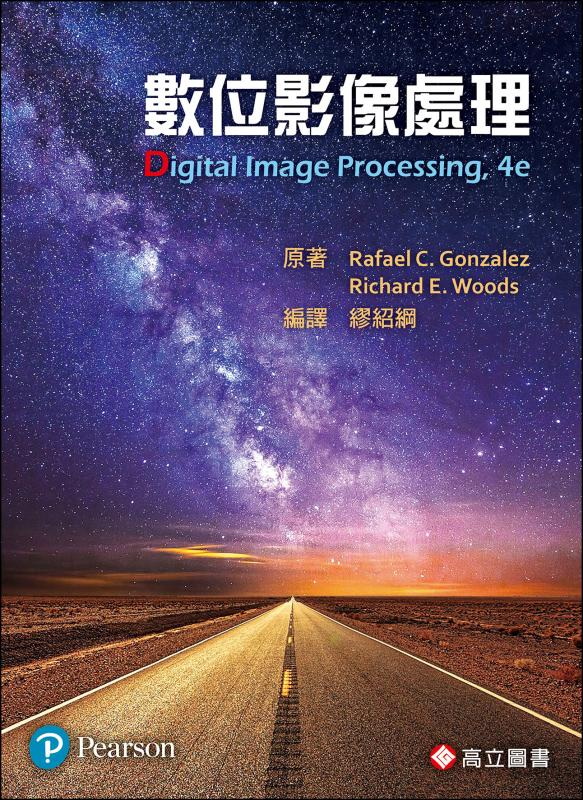 數位影像處理
Digital Image Processing, 4e
原著 Rafael C. Gonzalez
Richard E. Woods
編譯 繆紹綱
Pearson
高立圖書